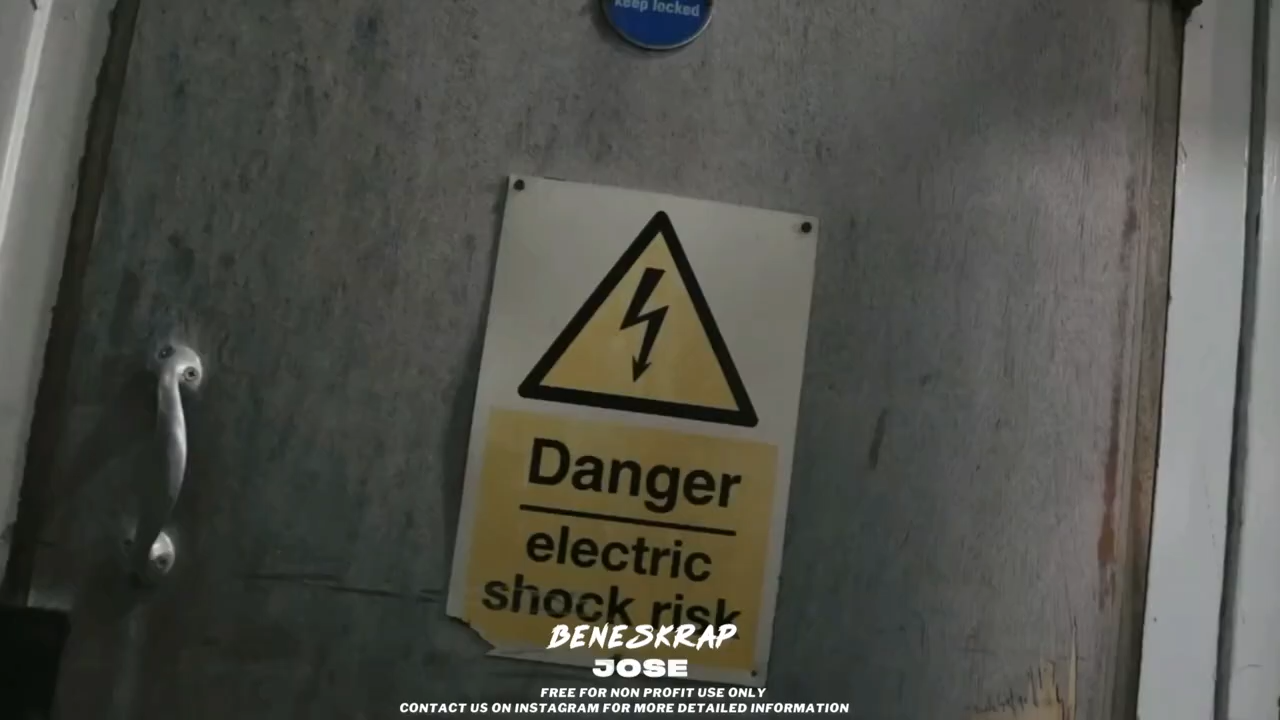 keep locked
Danger
electric
shock risk
BENESKRAP
JOSE
FREE FOR NON PROFIT USE ONLY
CONTACT US ON INSTAGRAM FOR MORE DETAILED INFORMATION